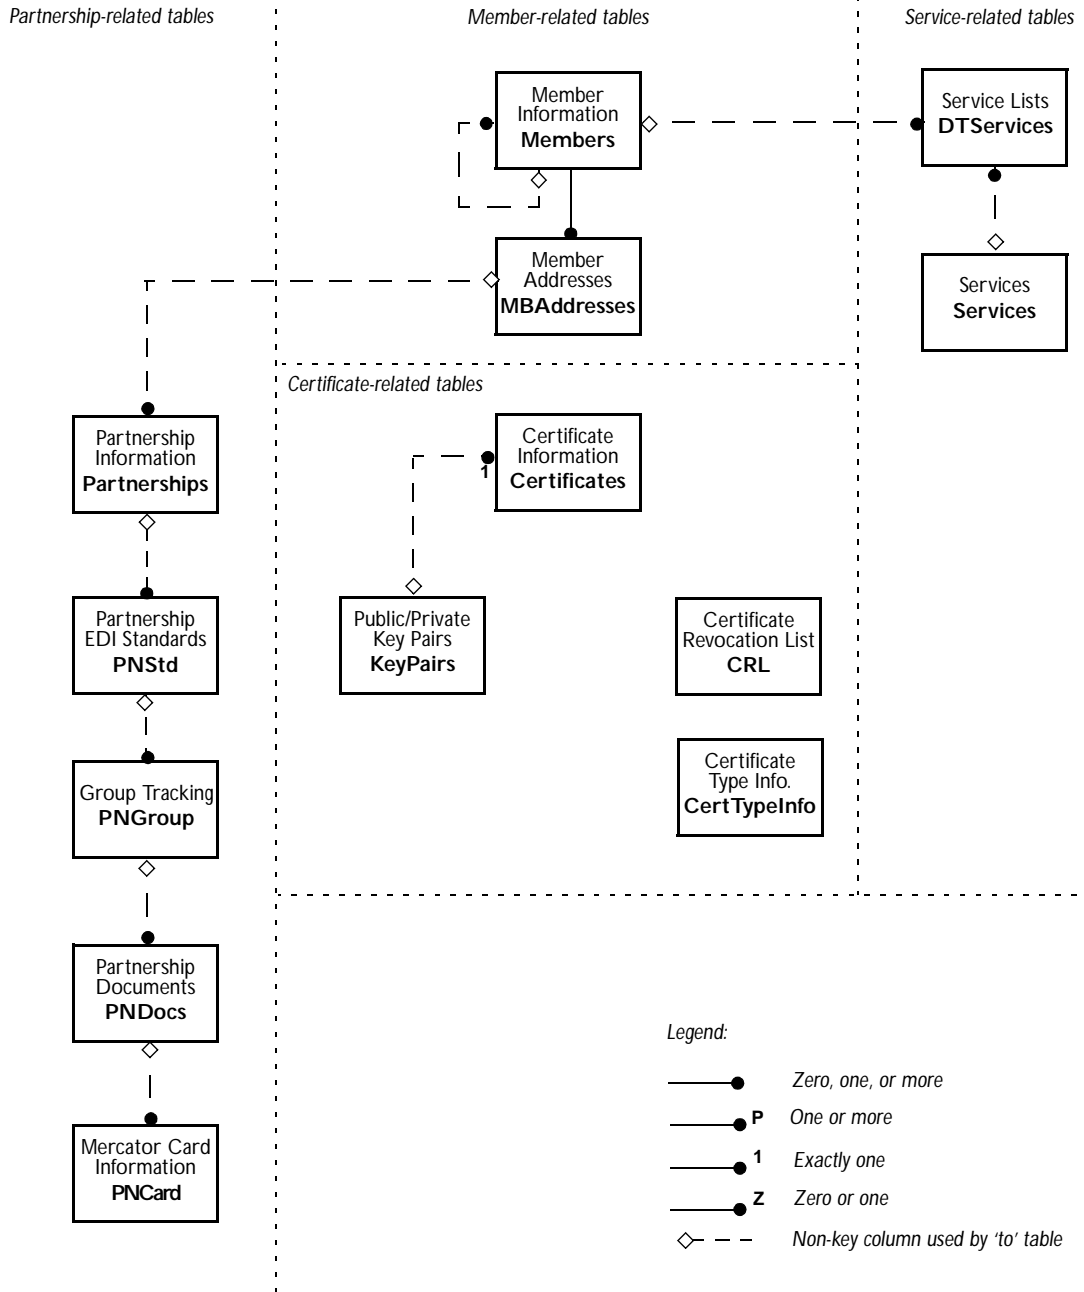 Partnership-related tables
Member-related tables
Service-related tables
Member
Information
Members
Service Lists
DTServices
Member
Addresses
MBAddresses
Services
Services
Certificate-related tables
Partnership
Information
Partnerships
Certificate
Information
Certificates
1
Partnership
EDI Standards
PNStd
Public/Private
Key Pairs
KeyPairs
Certificate
Revocation List
CRL
Group Tracking
PNGroup
Certificate
Type Info.
CertTypeInfo
Partnership
Documents
PNDocs
Mercator Card
Information
PNCard
Legend:
Zero, one, or more
P One or more
1 Exactly one
Z Zero or one
Non-key column used by ‘to’ table